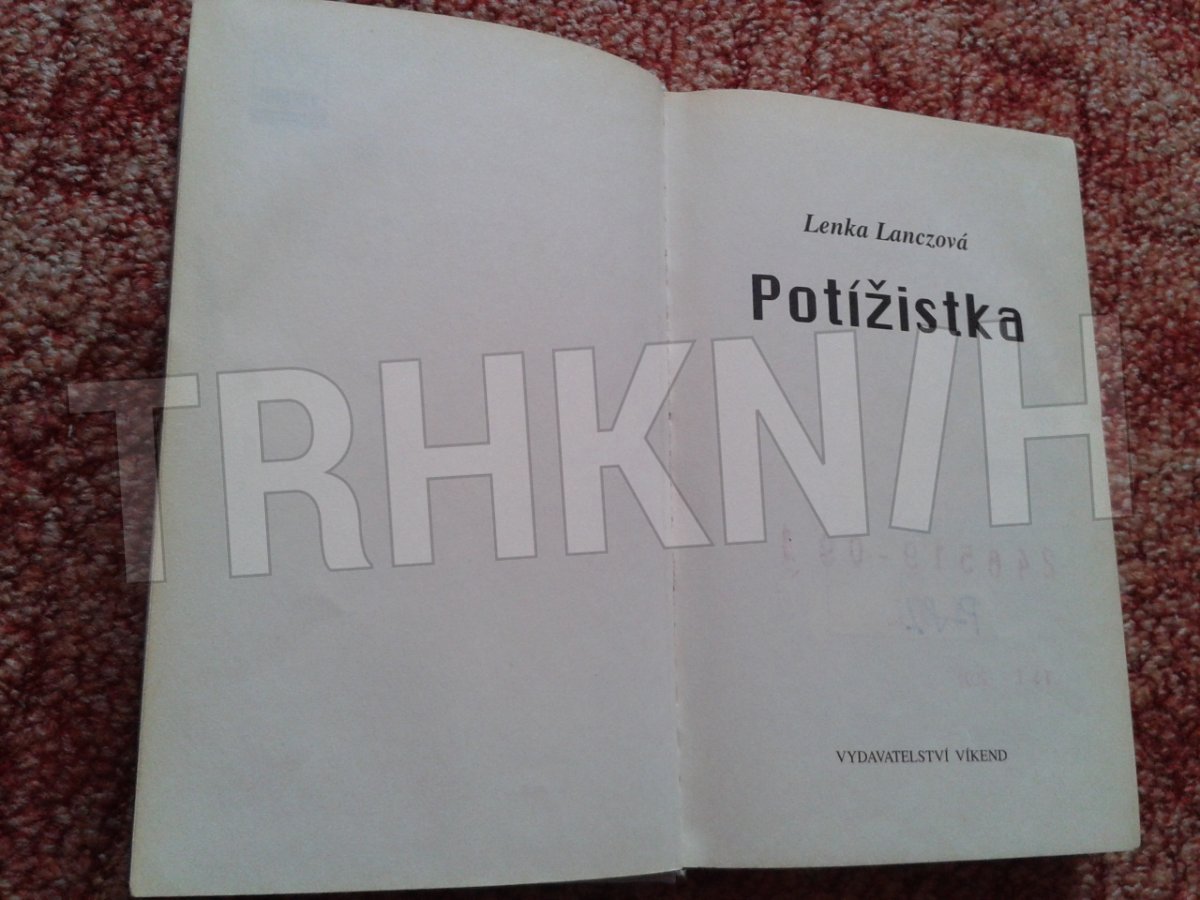 Lenka Lanczová
Potížistka
TRHKNIH
VYDAVATELSTVÍ VÍKEND